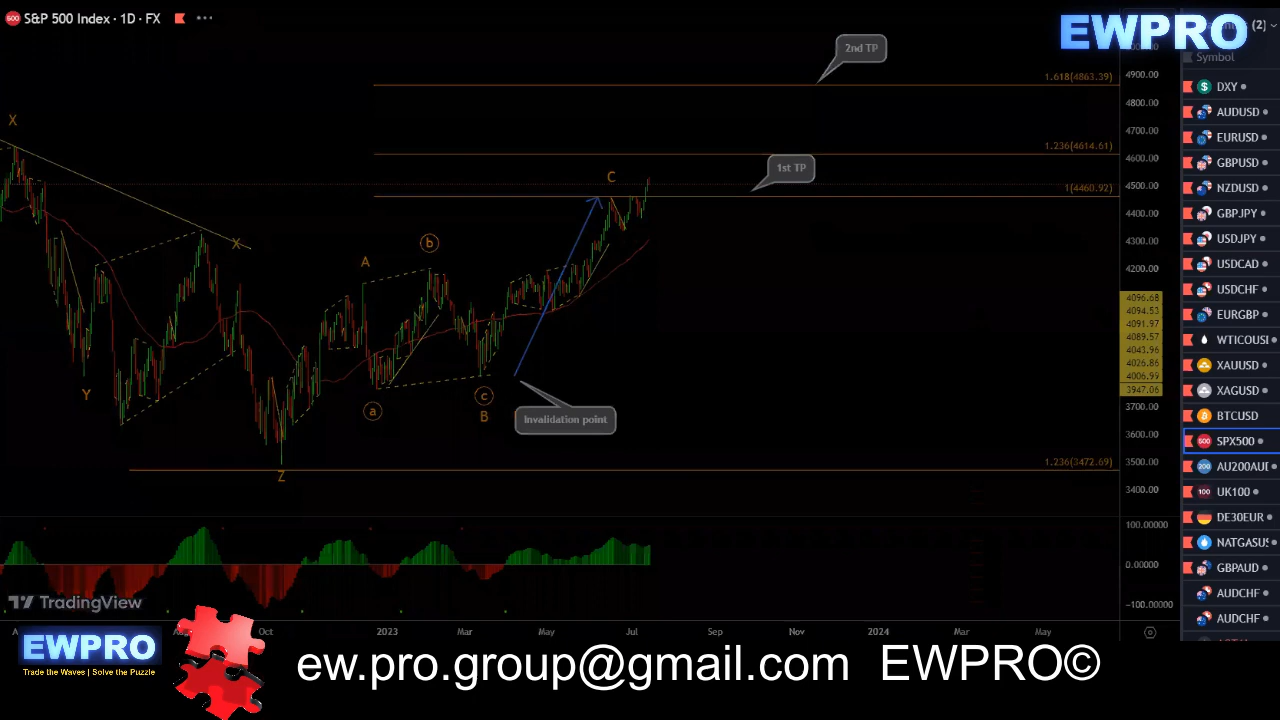 S&P 500 Index · 1D · FX
EWPRO
(2)
Symbol
2nd TP
1.618(4863.39)
4900.00
4800.00
4700.00
1.236(4614.61)
4600.00
1st TP
1(4460.92)
4500.00
4400.00
4300.00
4200.00
X
X
Y
Z
A
b
C
a
c
B
Invalidation point
4096.68
4094.53
4091.97
4089.57
4043.96
4026.86
4006.99
3947.06
3700.00
3600.00
3500.00
3400.00
1.236(3472.69)
100.00000
0.00000
-100.00000
DXY
AUDUSD
EURUSD
GBPUSD
NZDUSD
GBPJPY
USDJPY
USDCAD
USDCHF
EURGBP
WTICOUSI
XAUUSD
XAGUSD
BTCUSD
SPX500
AU200AUD
UK100
DE30EUR
NATGASUS
GBPAUD
AUDCHF
AUDCHF
TradingView
Oct
2023
Mar
May
Jul
Sep
Nov
2024
Mar
May
EWPRO
Trade the Waves | Solve the Puzzle
ew.pro.group@gmail.com EWPRO©